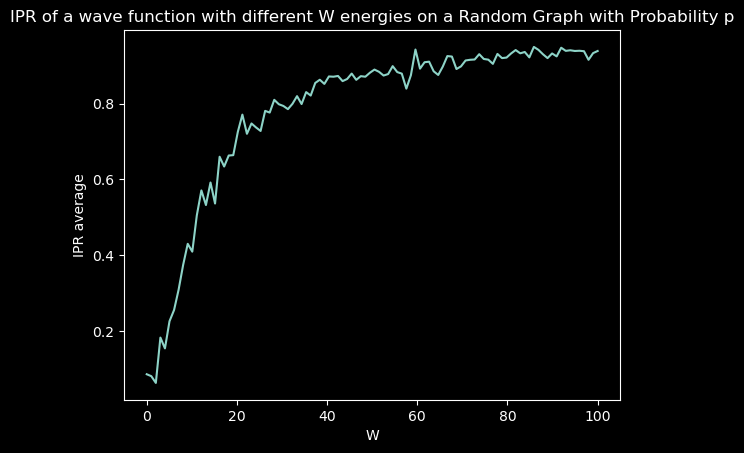 IPR of a wave function with different W energies on a Random Graph with Probability p
0.8
0.6
0.4
0.2
IPR average
0 20 40 60 80 100
W